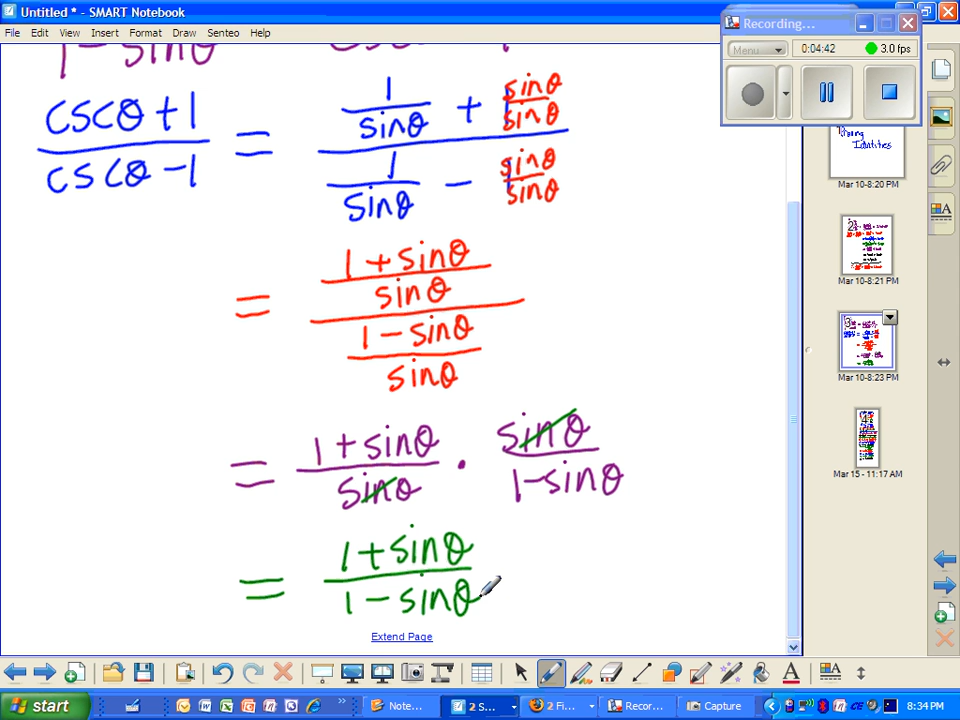 Untitled * - SMART Notebook
File Edit View Insert Format Draw Senteo Help
Recording...
Menu
0:04:42
3.0 fps
1 - sinθ
cscθ + 1 / cscθ - 1 = (1/sinθ + sinθ/sinθ) / (1/sinθ - sinθ/sinθ)
= ((1 + sinθ)/sinθ) / ((1 - sinθ)/sinθ)
= (1 + sinθ)/sinθ · sinθ/(1 - sinθ)
= (1 + sinθ)/(1 - sinθ)
Extend Page
Identities
Mar 10-8:20 PM
Mar 10-8:21 PM
Mar 10-8:23 PM
Mar 15 - 11:17 AM
start
Note...
2 S...
2 Fi...
Recor...
Capture
8:34 PM